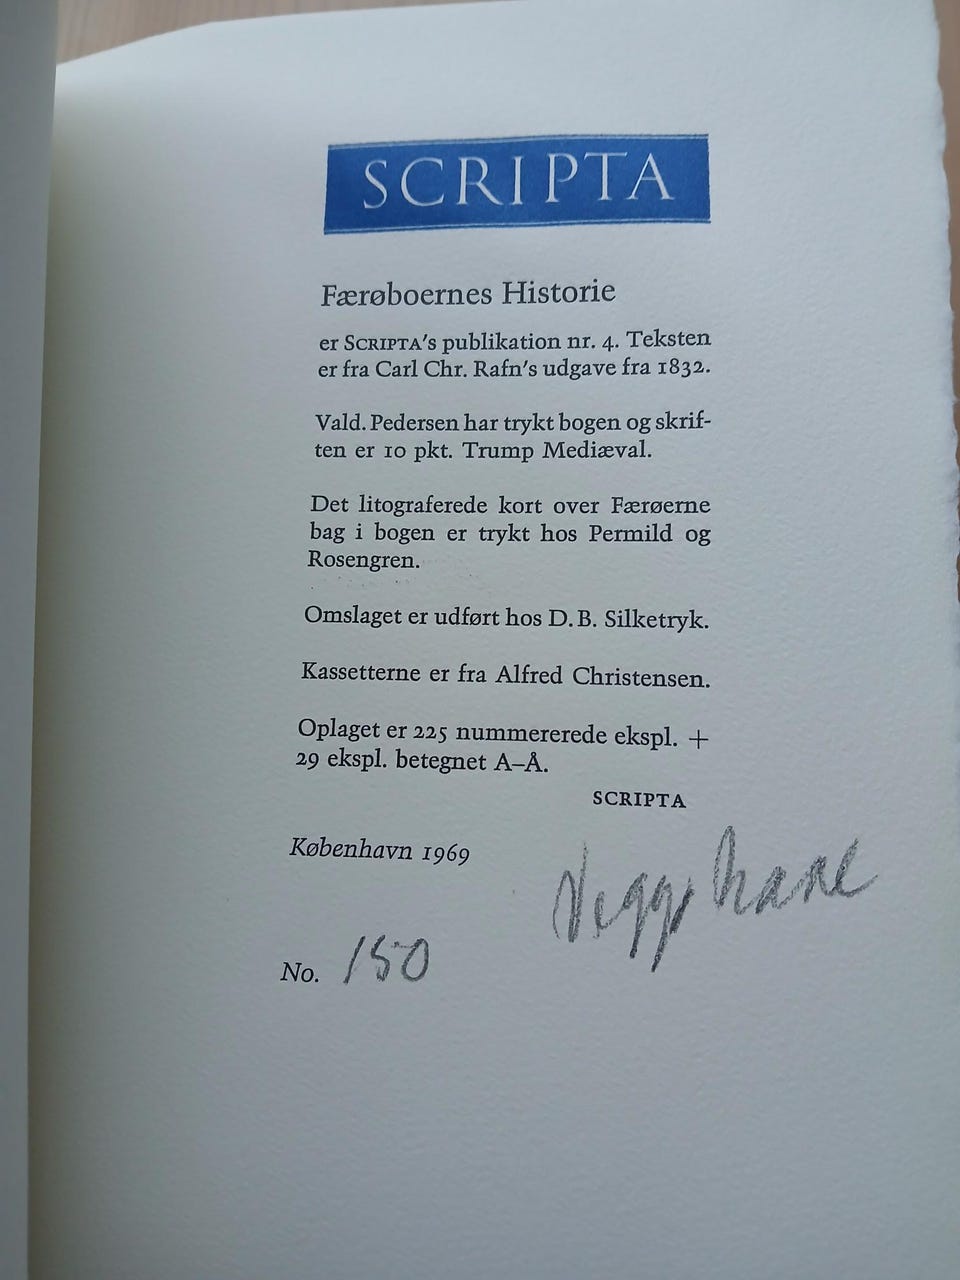 SCRIPTA
Færøboernes Historie
er SCRIPTA's publikation nr. 4. Teksten
er fra Carl Chr. Rafn's udgave fra 1832.
Vald. Pedersen har trykt bogen og skrif-
ten er 10 pkt. Trump Mediæval.
Det litograferede kort over Færøerne
bag i bogen er trykt hos Permild og
Rosengren.
Omslaget er udført hos D. B. Silketryk.
Kassetterne er fra Alfred Christensen.
Oplaget er 225 nummererede ekspl. +
29 ekspl. betegnet A–Å.
SCRIPTA
København 1969
No. 150